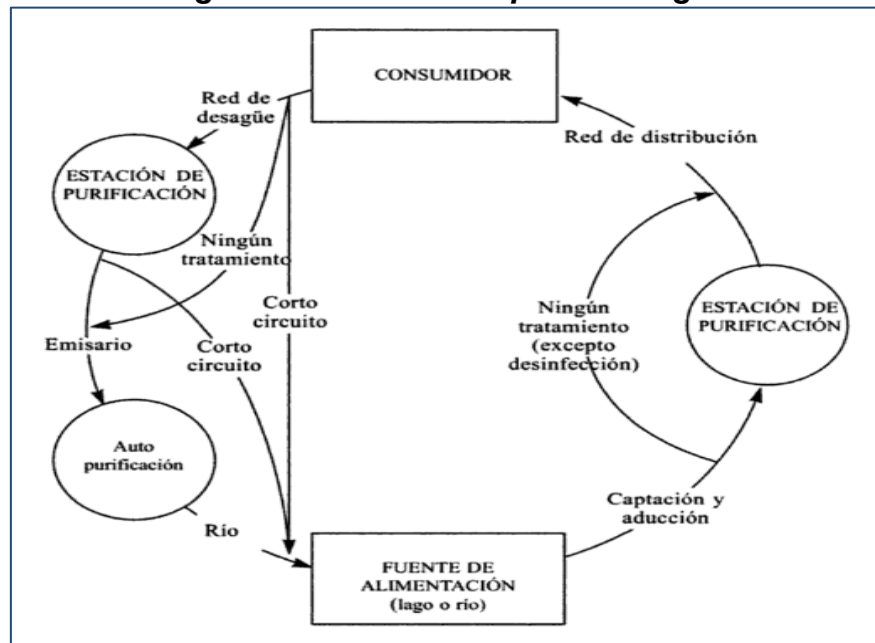 CONSUMIDOR
Red de
desagüe
Red de distribución
ESTACIÓN DE
PURIFICACIÓN
Ningún
tratamiento
Corto
circuito
Ningún
tratamiento
(excepto
desinfección)
ESTACIÓN DE
PURIFICACIÓN
Emisario
Corto
circuito
Auto
purificación
Captación y
aducción
Río
FUENTE DE
ALIMENTACIÓN
(lago o río)